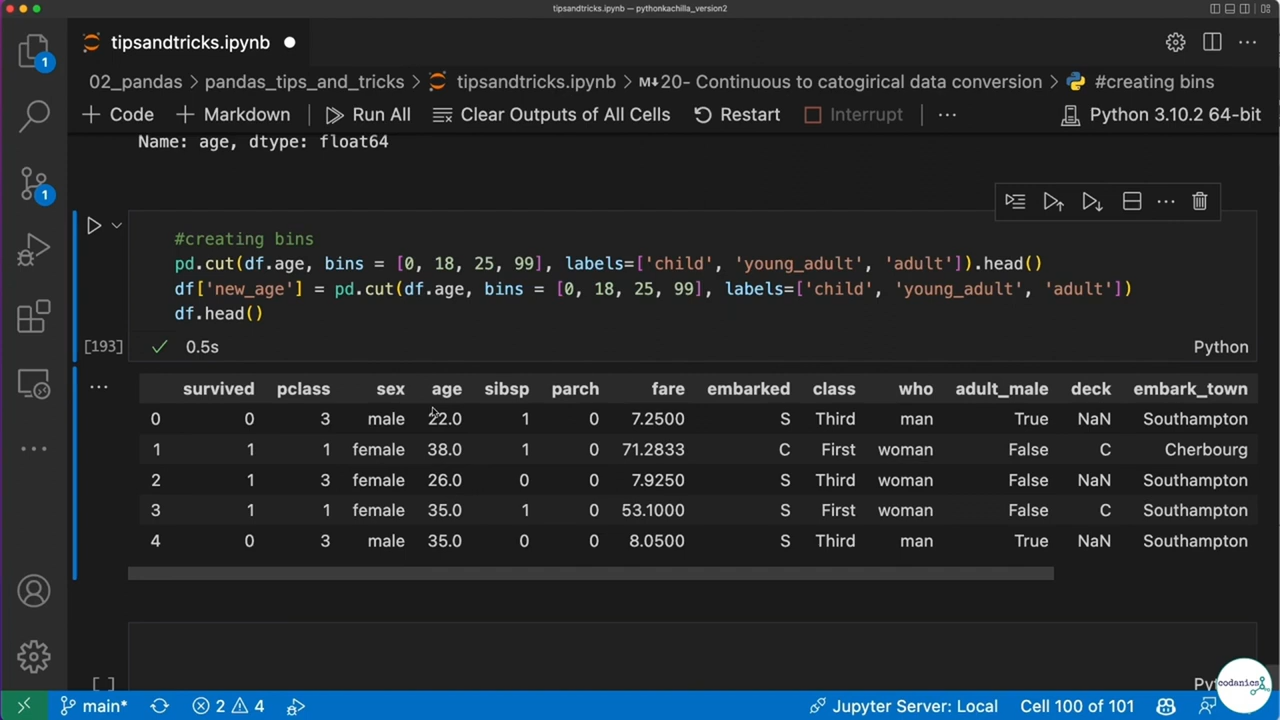 tipsandtricks.ipynb — pythonkachilla_version2
tipsandtricks.ipynb
02_pandas > pandas_tips_and_tricks > tipsandtricks.ipynb > M↓20- Continuous to catogirical data conversion > #creating bins
+ Code + Markdown Run All Clear Outputs of All Cells Restart Interrupt ... Python 3.10.2 64-bit
Name: age, dtype: float64
#creating bins
pd.cut(df.age, bins = [0, 18, 25, 99], labels=['child', 'young_adult', 'adult']).head()
df['new_age'] = pd.cut(df.age, bins = [0, 18, 25, 99], labels=['child', 'young_adult', 'adult'])
df.head()
[193] 0.5s Python
survived pclass sex age sibsp parch fare embarked class who adult_male deck embark_town
0 0 3 male 22.0 1 0 7.2500 S Third man True NaN Southampton
1 1 1 female 38.0 1 0 71.2833 C First woman False C Cherbourg
2 1 3 female 26.0 0 0 7.9250 S Third woman False NaN Southampton
3 1 1 female 35.0 1 0 53.1000 S First woman False C Southampton
4 0 3 male 35.0 0 0 8.0500 S Third man True NaN Southampton
[ ]
codanics
main* 2 4 Jupyter Server: Local Cell 100 of 101
1
1